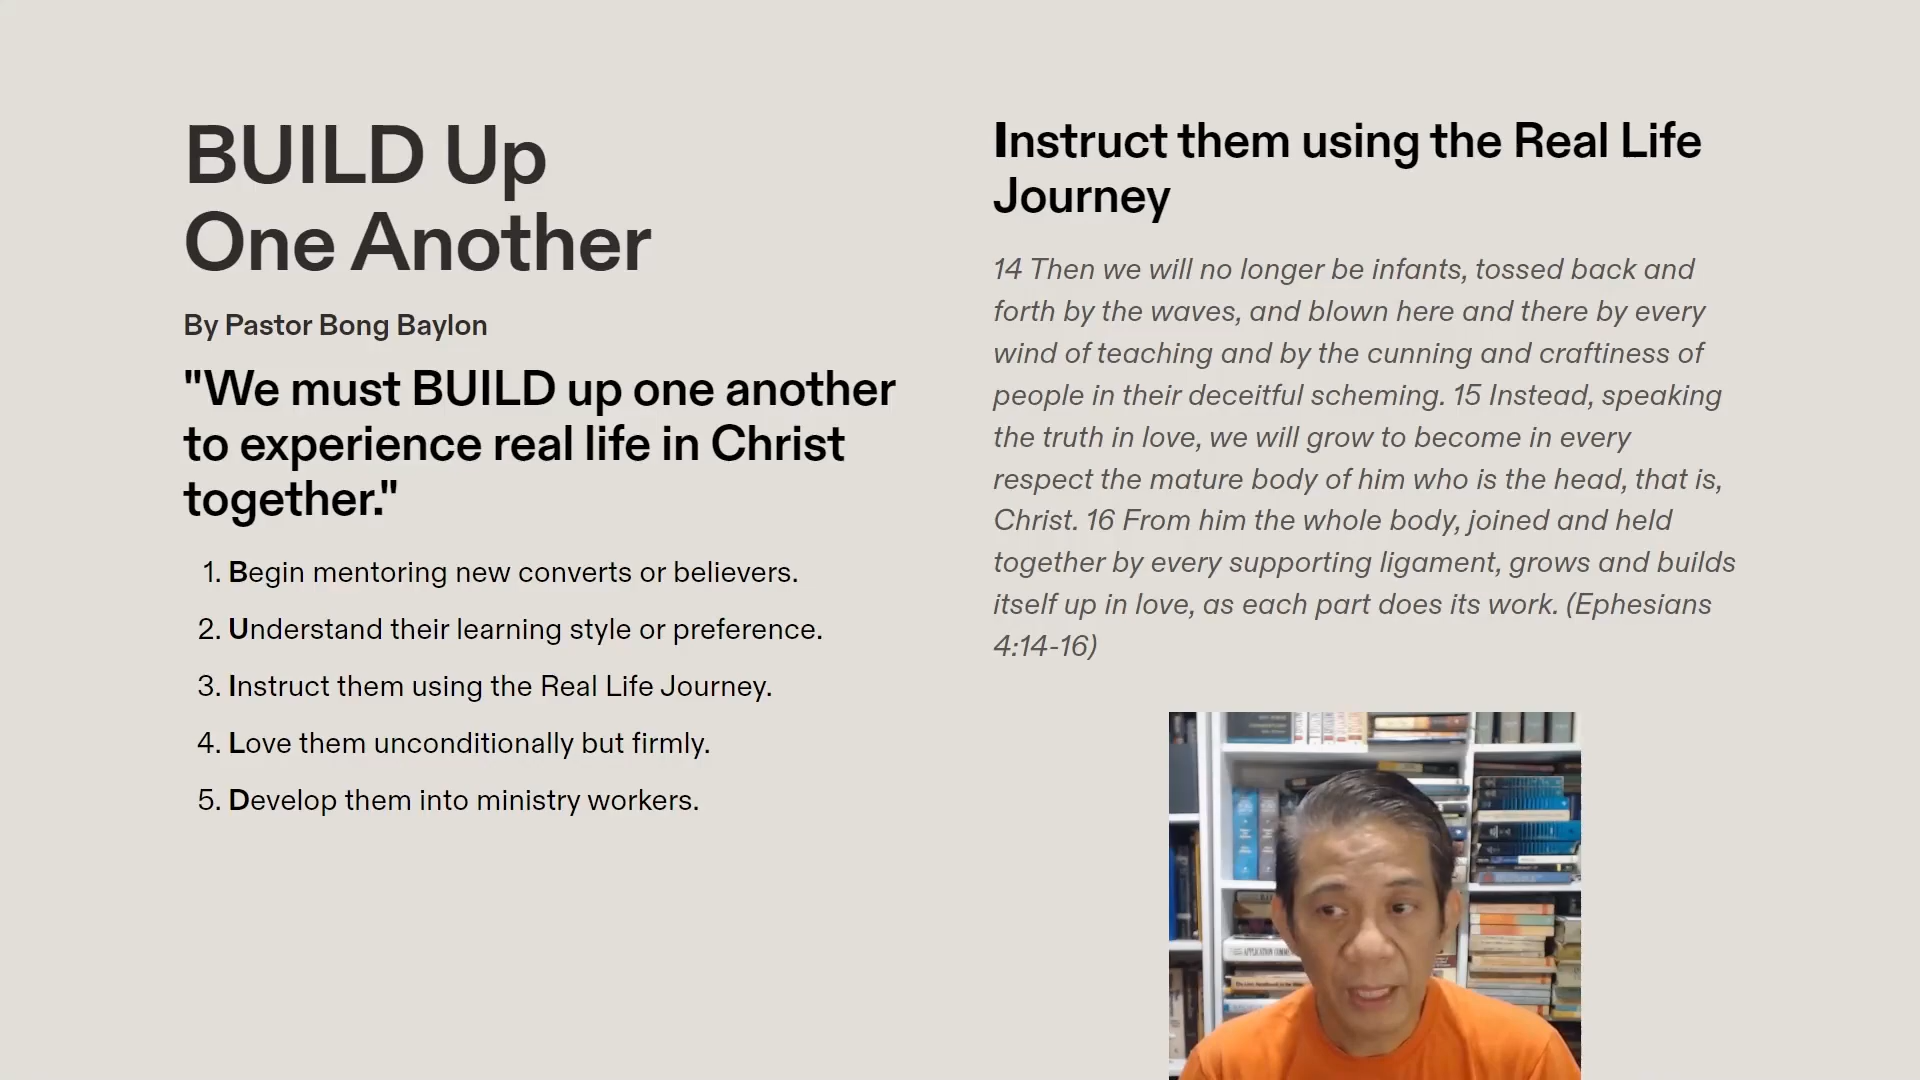 BUILD Up
One Another
By Pastor Bong Baylon
"We must BUILD up one another
to experience real life in Christ
together."
1. Begin mentoring new converts or believers.
2. Understand their learning style or preference.
3. Instruct them using the Real Life Journey.
4. Love them unconditionally but firmly.
5. Develop them into ministry workers.
Instruct them using the Real Life
Journey
14 Then we will no longer be infants, tossed back and
forth by the waves, and blown here and there by every
wind of teaching and by the cunning and craftiness of
people in their deceitful scheming. 15 Instead, speaking
the truth in love, we will grow to become in every
respect the mature body of him who is the head, that is,
Christ. 16 From him the whole body, joined and held
together by every supporting ligament, grows and builds
itself up in love, as each part does its work. (Ephesians
4:14-16)